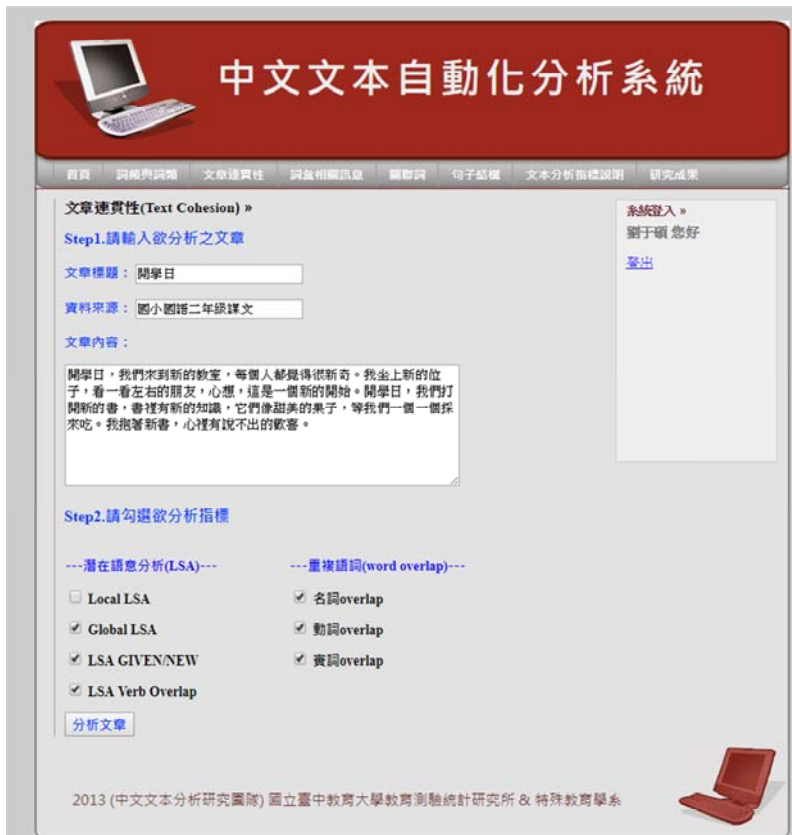 中文文本自動化分析系統
首頁 詞頻與詞類 文章連貫性 詞彙相關訊息 關聯詞 句子結構 文本分析指標說明 研究成果
文章連貫性(Text Cohesion) »
Step1.請輸入欲分析之文章
文章標題： 開學日
資料來源： 國小國語二年級課文
文章內容：
開學日，我們來到新的教室，每個人都覺得很新奇。我坐上新的位
子，看一看左右的朋友，心想，這是一個新的開始。開學日，我們打
開新的書，書裡有新的知識，它們像甜美的果子，等我們一個一個採
來吃。我抱著新書，心裡有說不出的歡喜。
Step2.請勾選欲分析指標
---潛在語意分析(LSA)--- ---重複語詞(word overlap)---
Local LSA 名詞overlap
Global LSA 動詞overlap
LSA GIVEN/NEW 實詞overlap
LSA Verb Overlap
分析文章
系統登入 »
劉于碩 您好
登出
2013 (中文文本分析研究團隊) 國立臺中教育大學教育測驗統計研究所 & 特殊教育學系